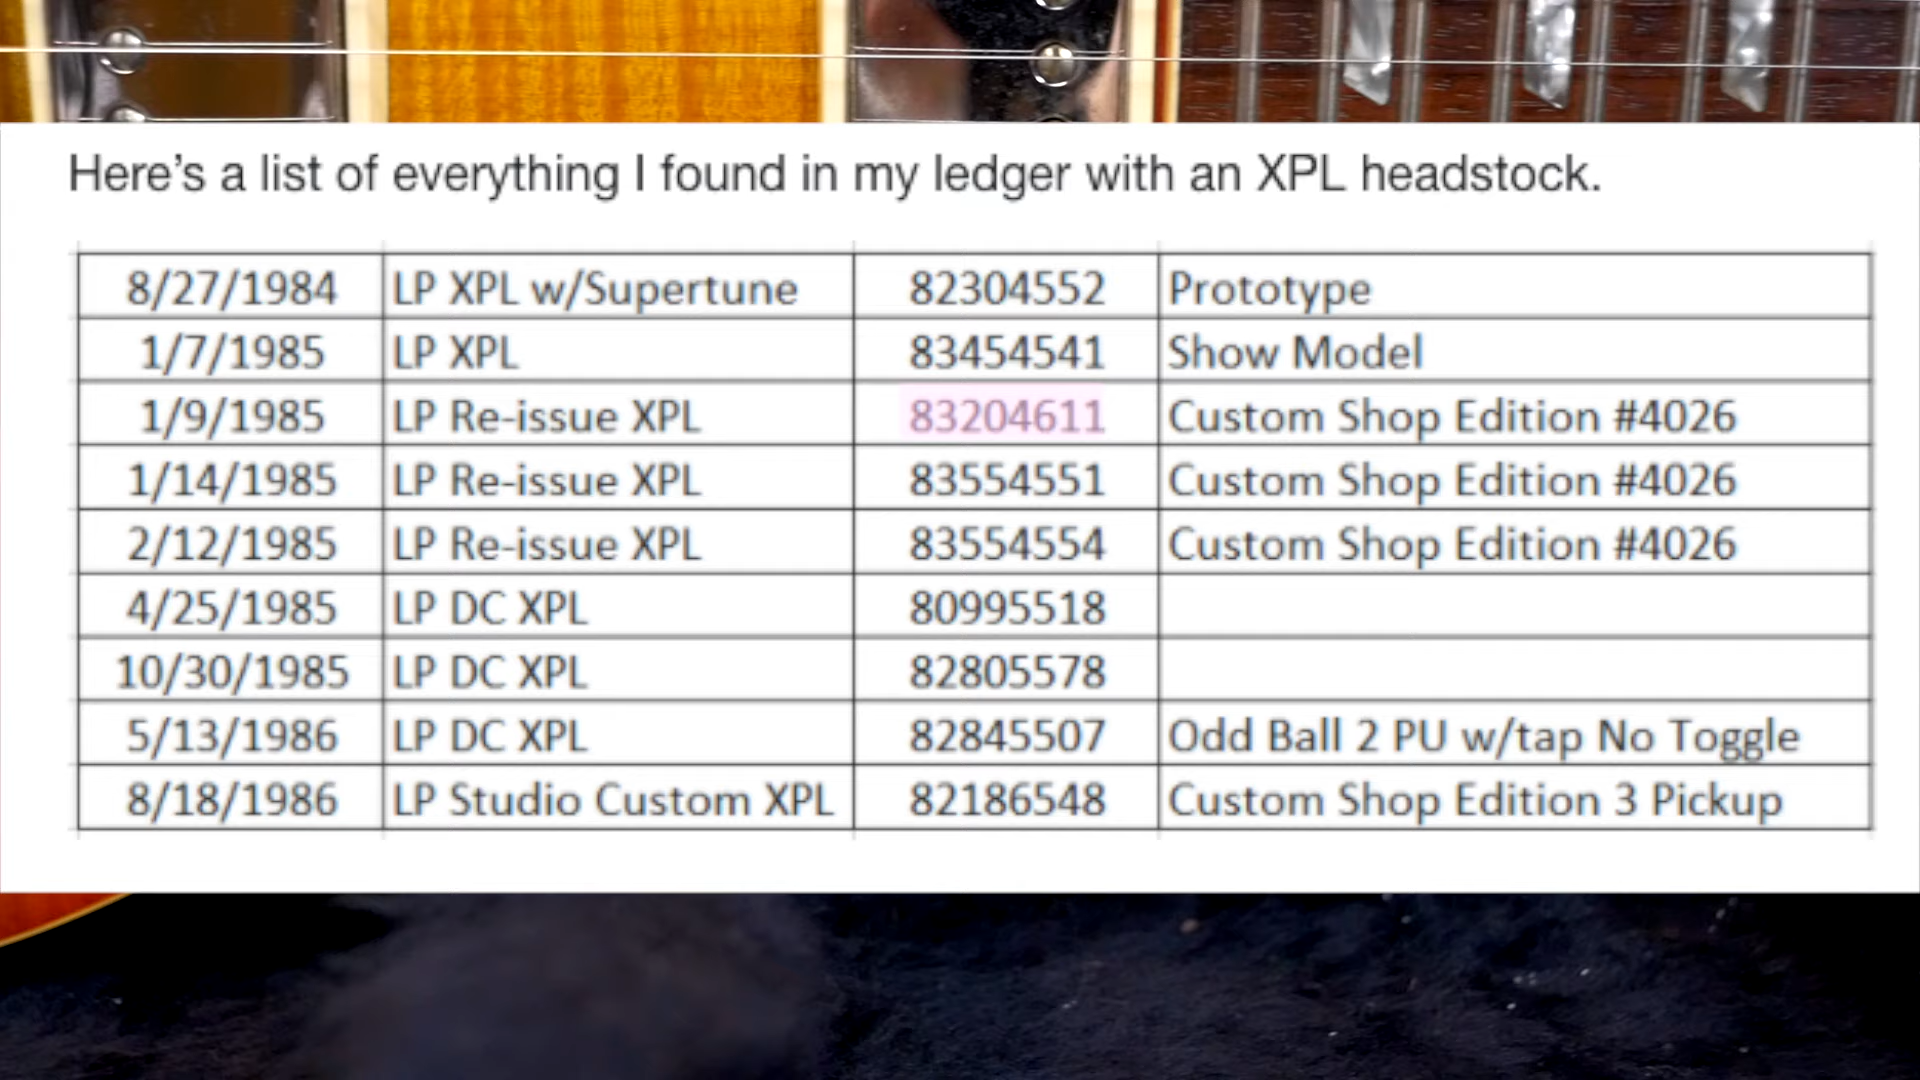 Here’s a list of everything I found in my ledger with an XPL headstock.
8/27/1984 LP XPL w/Supertune 82304552 Prototype
1/7/1985 LP XPL 83454541 Show Model
1/9/1985 LP Re-issue XPL 83204611 Custom Shop Edition #4026
1/14/1985 LP Re-issue XPL 83554551 Custom Shop Edition #4026
2/12/1985 LP Re-issue XPL 83554554 Custom Shop Edition #4026
4/25/1985 LP DC XPL 80995518
10/30/1985 LP DC XPL 82805578
5/13/1986 LP DC XPL 82845507 Odd Ball 2 PU w/tap No Toggle
8/18/1986 LP Studio Custom XPL 82186548 Custom Shop Edition 3 Pickup